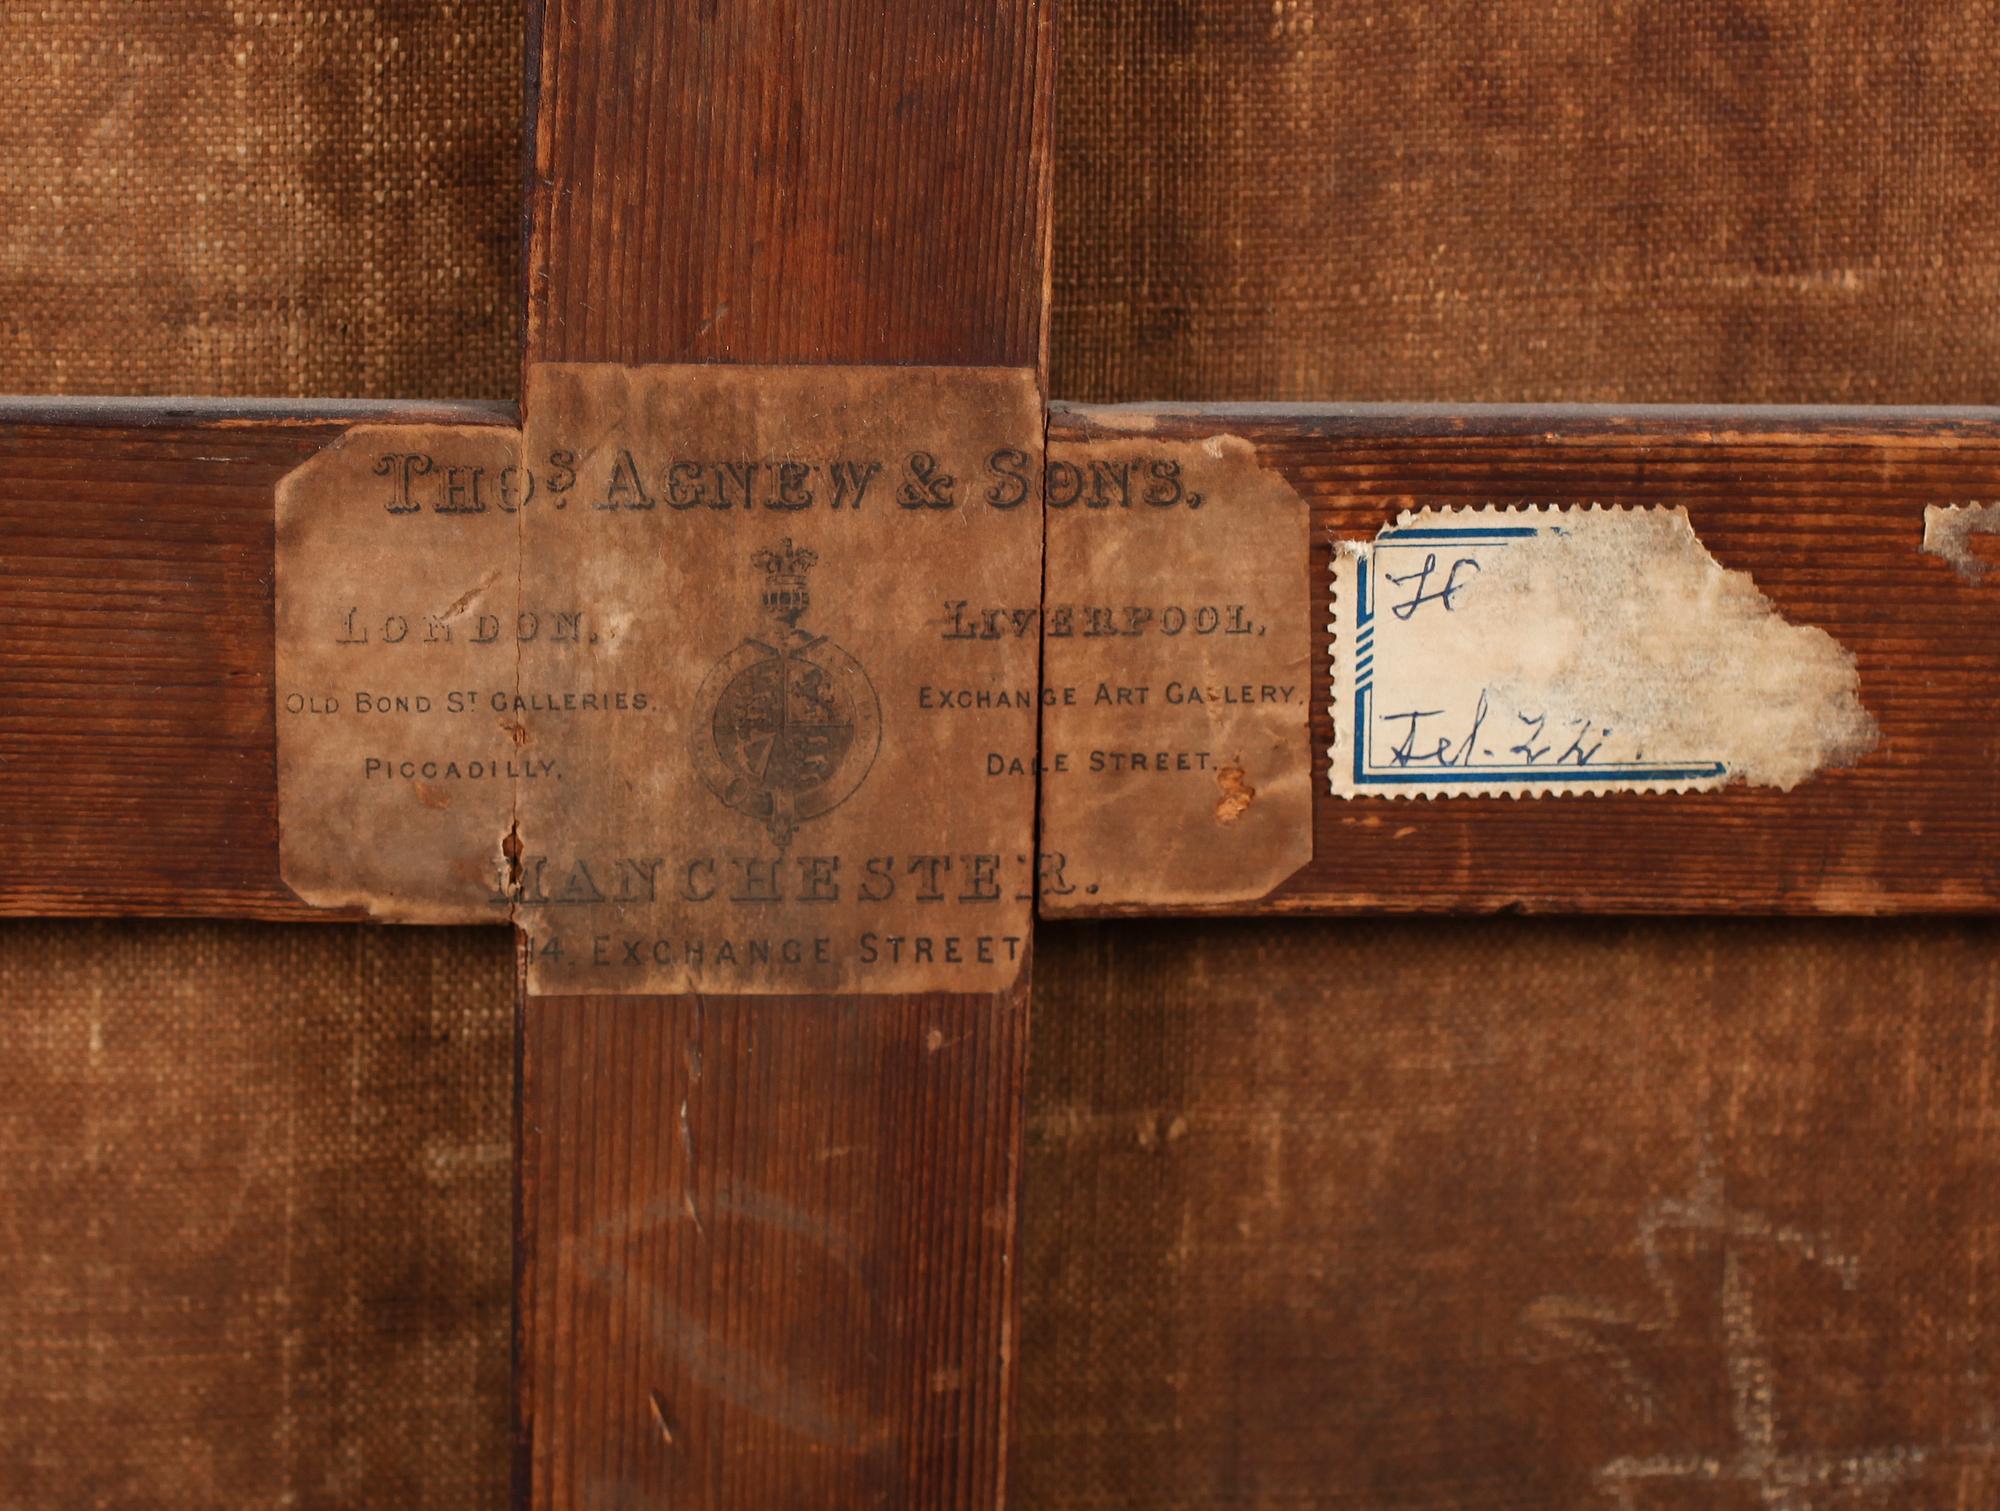 THOS. AGNEW & SONS.
LONDON.
OLD BOND ST GALLERIES.
PICCADILLY.
LIVERPOOL.
EXCHANGE ART GALLERY.
DALE STREET.
MANCHESTER.
14. EXCHANGE STREET
Tel.